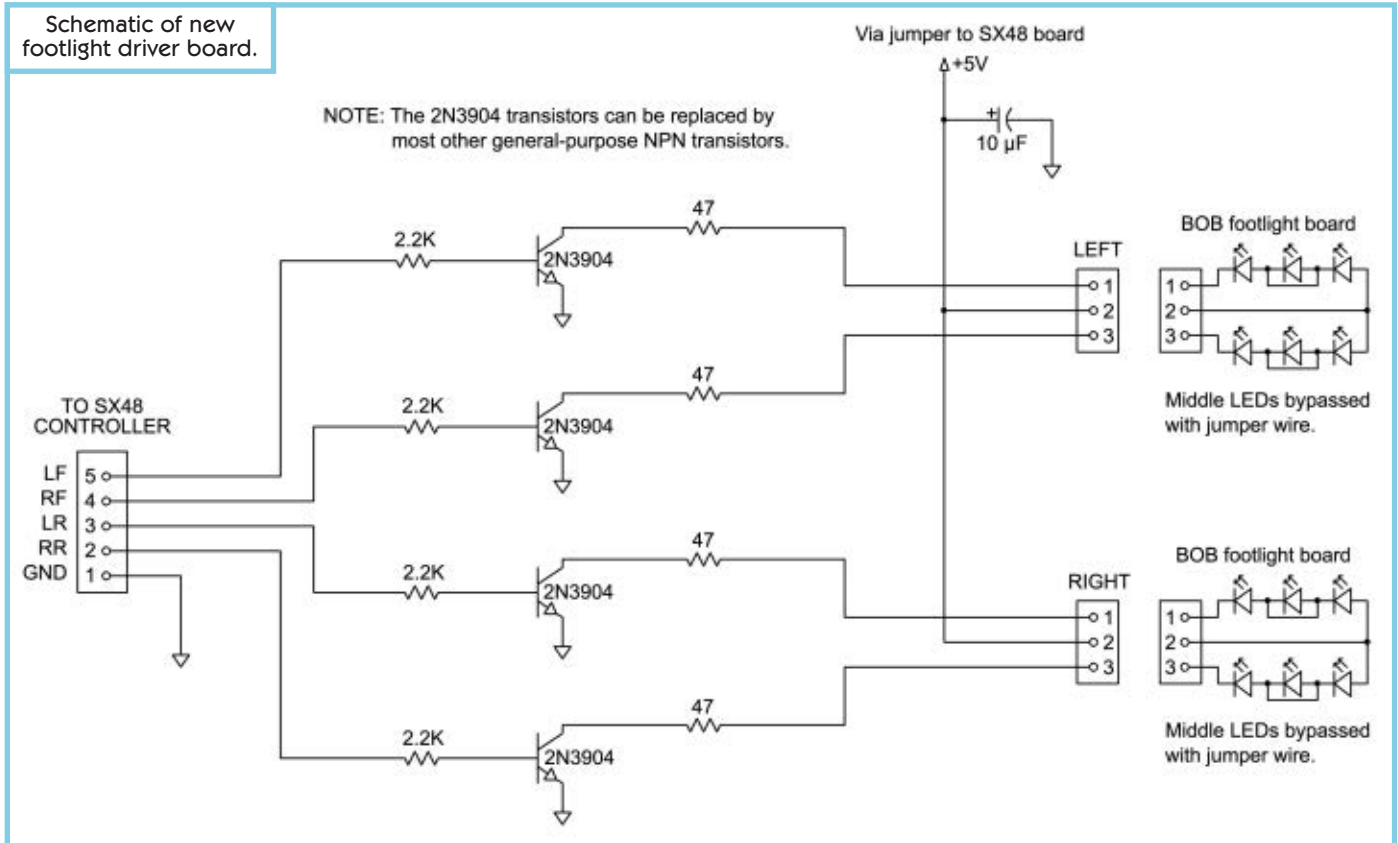 Schematic of new
footlight driver board.
Via jumper to SX48 board
+5V
NOTE: The 2N3904 transistors can be replaced by
most other general-purpose NPN transistors.
+
10 µF
47
2.2K
2N3904
LEFT
1
2
3
BOB footlight board
1
2
3
Middle LEDs bypassed
with jumper wire.
47
2.2K
2N3904
TO SX48
CONTROLLER
LF 5
RF 4
LR 3
RR 2
GND 1
47
2.2K
2N3904
RIGHT
1
2
3
BOB footlight board
1
2
3
Middle LEDs bypassed
with jumper wire.
47
2.2K
2N3904